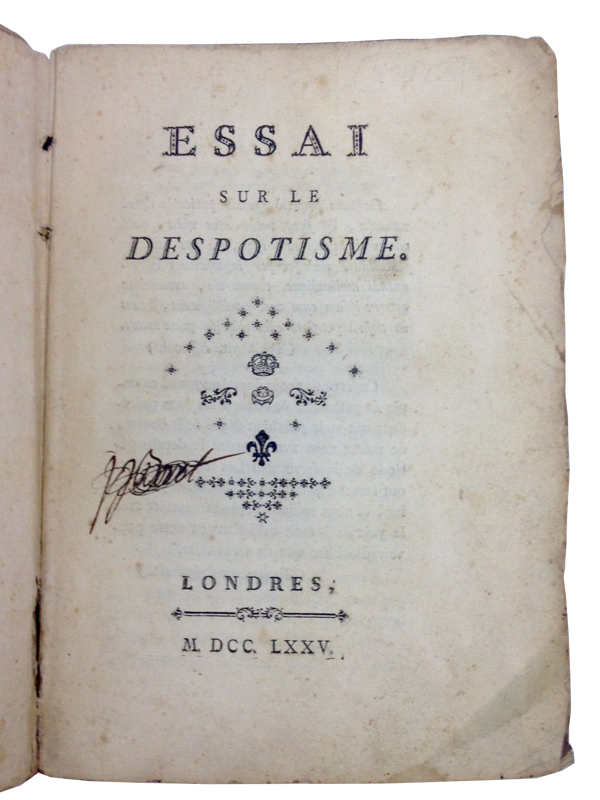 ESSAI
SUR LE
DESPOTISME.
LONDRES,
M. DCC. LXXV.